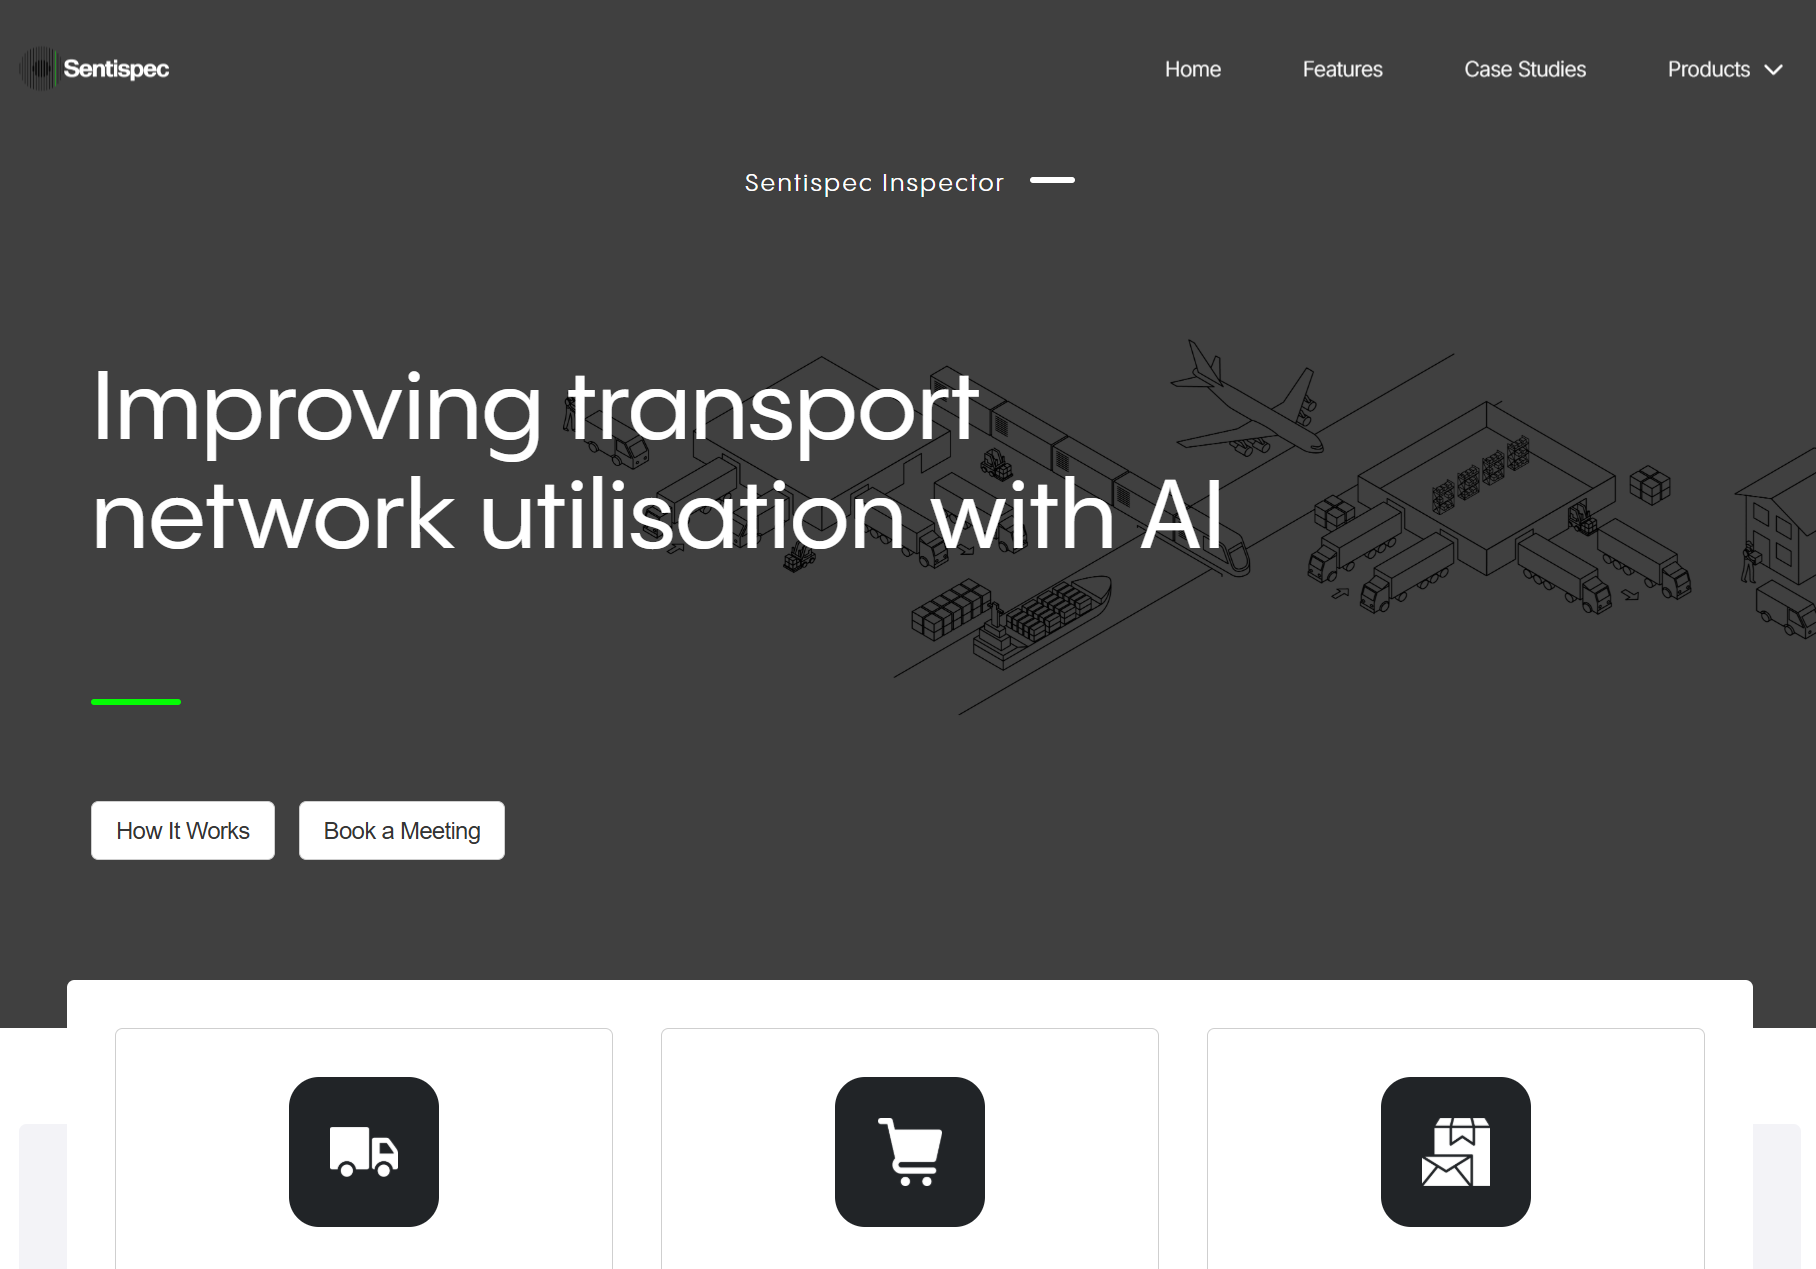 Sentispec
Home Features Case Studies Products
Sentispec Inspector
Improving transport
network utilisation with AI
How It Works
Book a Meeting